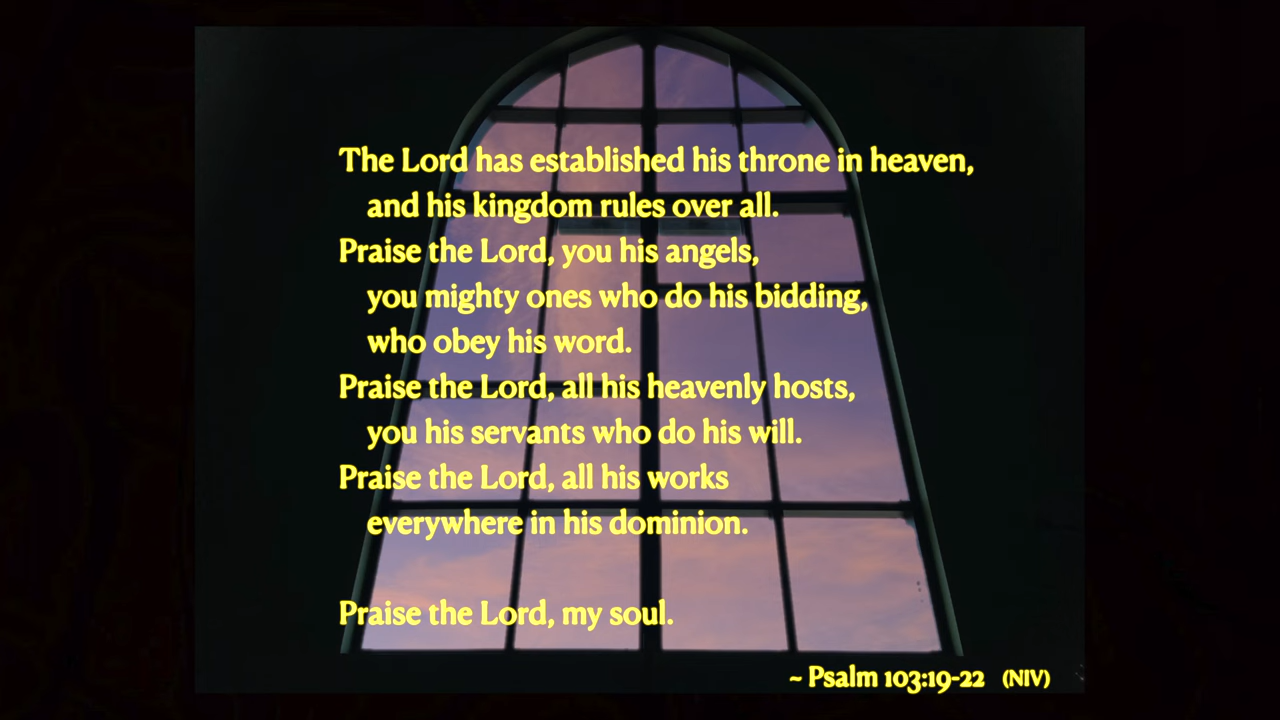 The Lord has established his throne in heaven,
and his kingdom rules over all.
Praise the Lord, you his angels,
you mighty ones who do his bidding,
who obey his word.
Praise the Lord, all his heavenly hosts,
you his servants who do his will.
Praise the Lord, all his works
everywhere in his dominion.
Praise the Lord, my soul.
~ Psalm 103:19-22 (NIV)